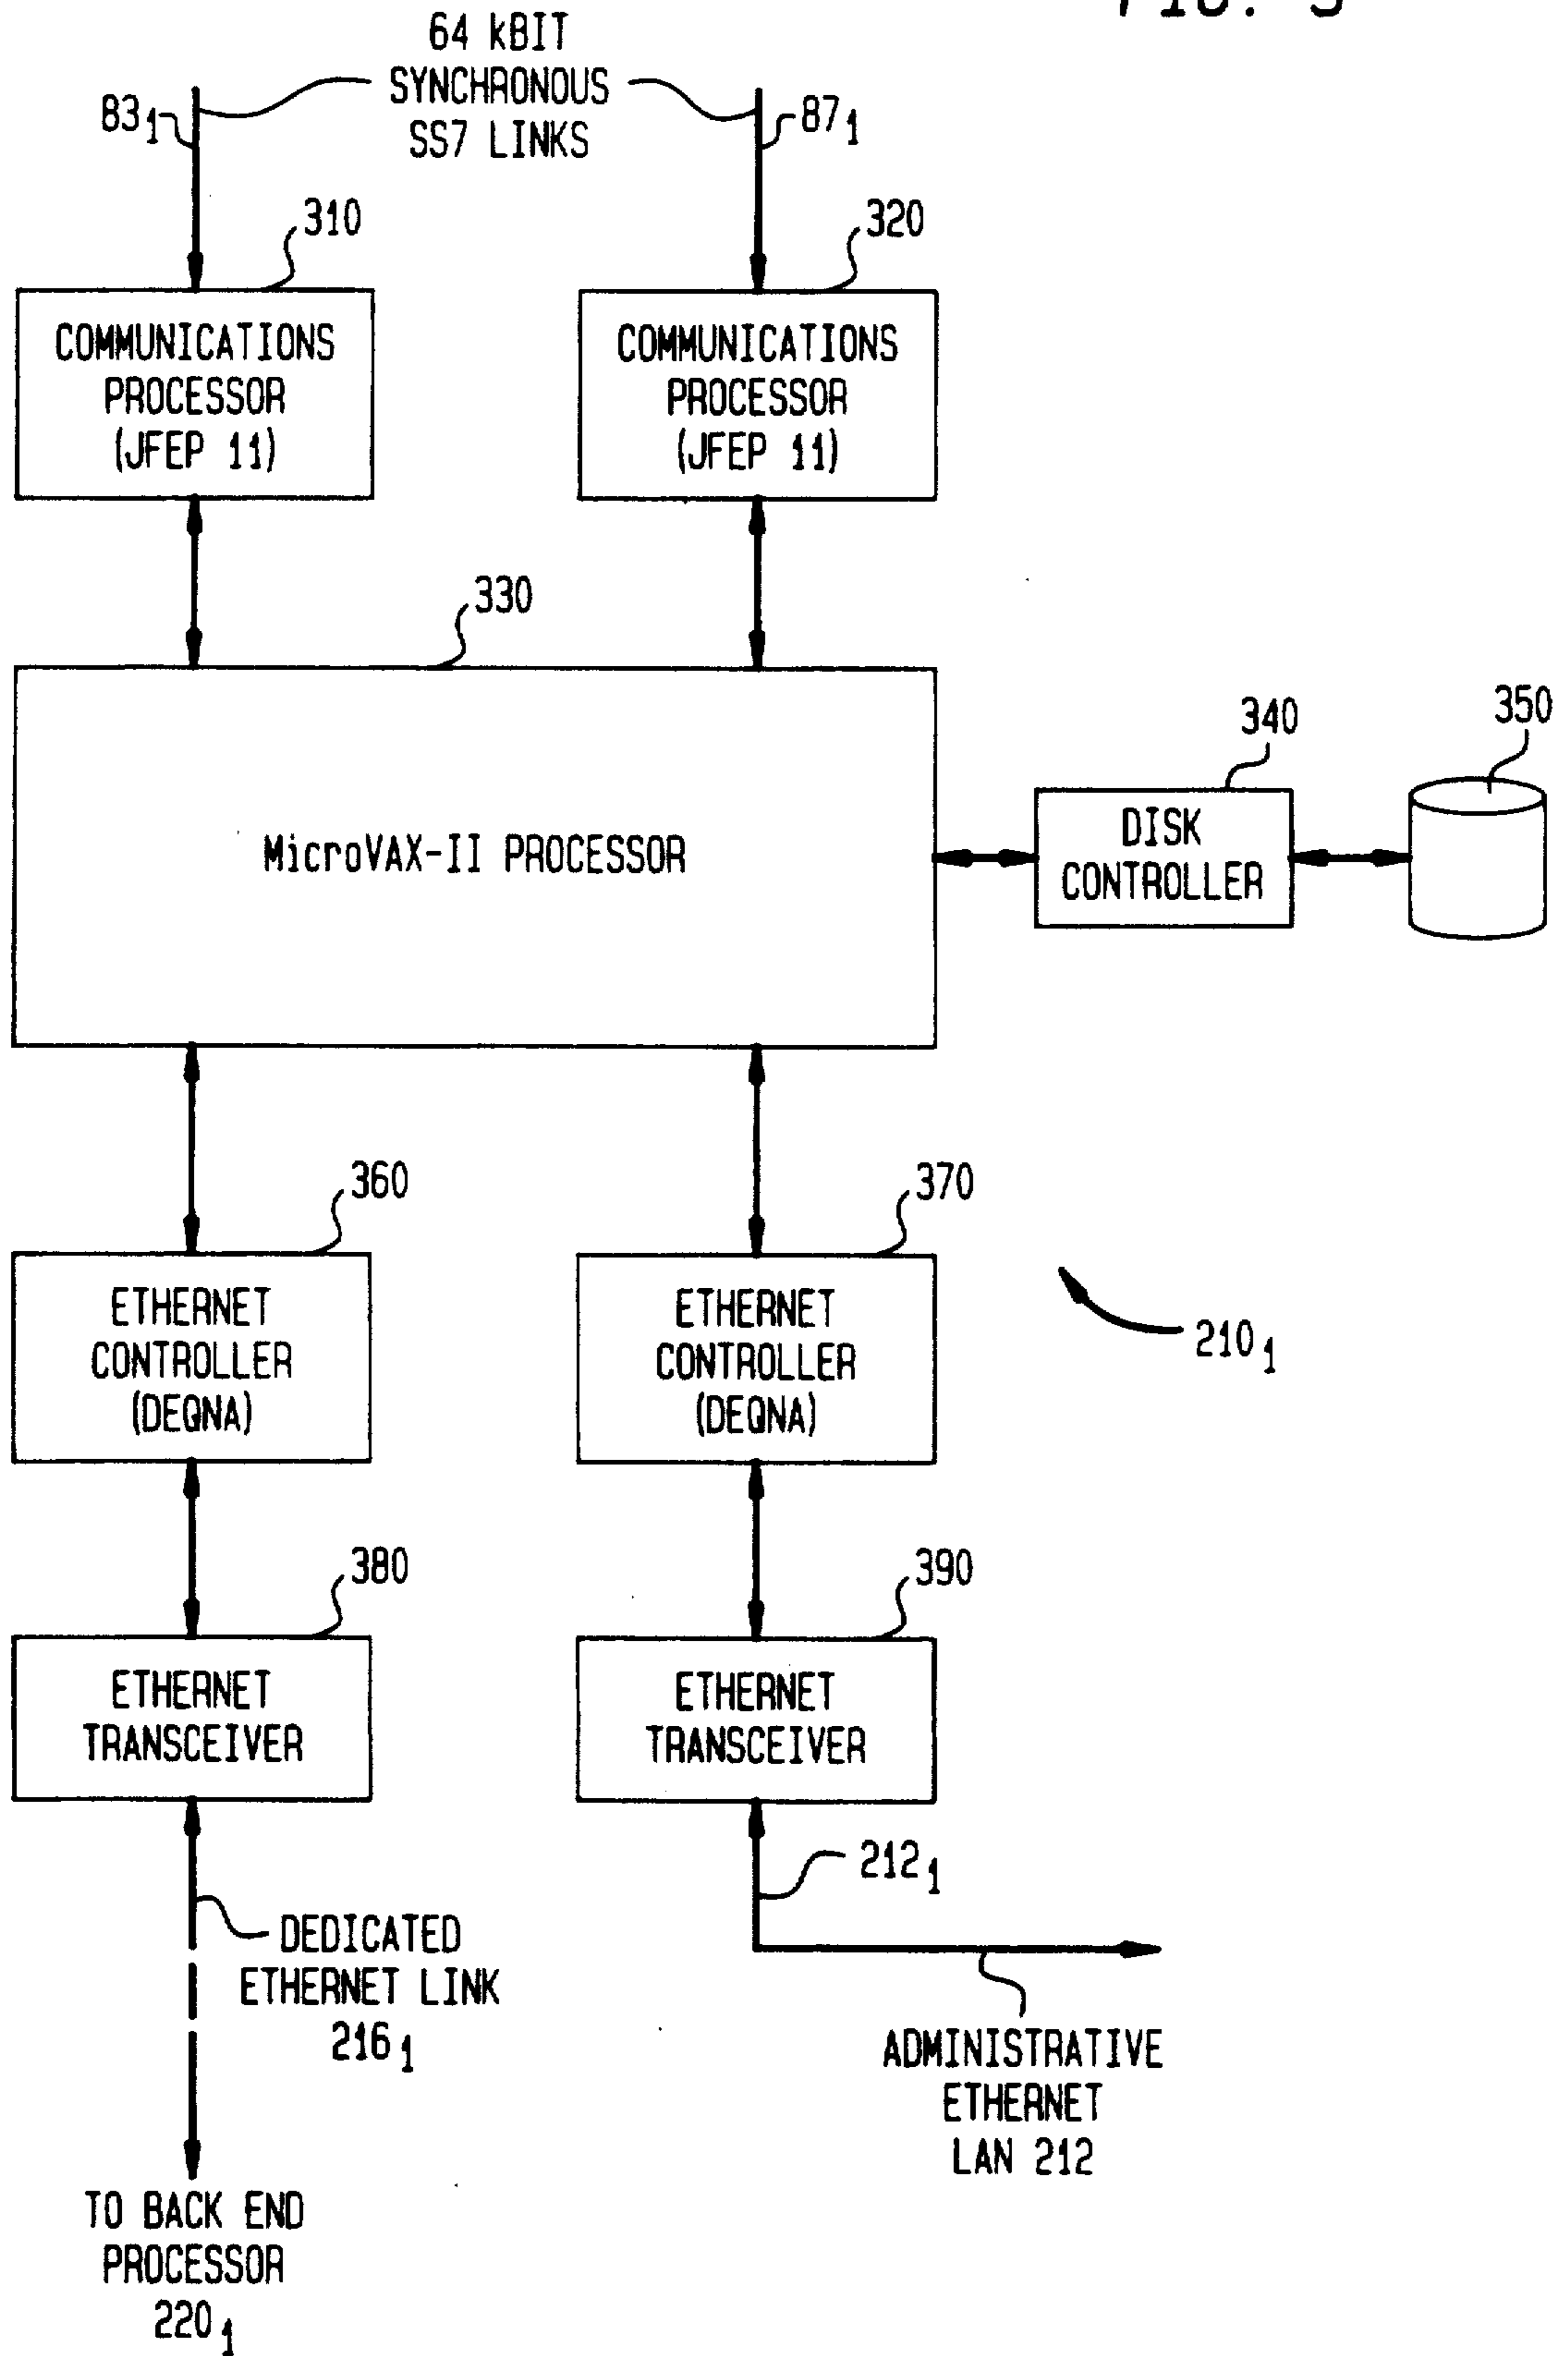 64 KBIT
SYNCHRONOUS
SS7 LINKS
83₁
87₁
310
320
COMMUNICATIONS
PROCESSOR
(JFEP 11)
COMMUNICATIONS
PROCESSOR
(JFEP 11)
330
MicroVAX-II PROCESSOR
340
350
DISK
CONTROLLER
360
370
ETHERNET
CONTROLLER
(DEQNA)
ETHERNET
CONTROLLER
(DEQNA)
210₁
380
390
ETHERNET
TRANSCEIVER
ETHERNET
TRANSCEIVER
212₁
DEDICATED
ETHERNET LINK
216₁
ADMINISTRATIVE
ETHERNET
LAN 212
TO BACK END
PROCESSOR
220₁